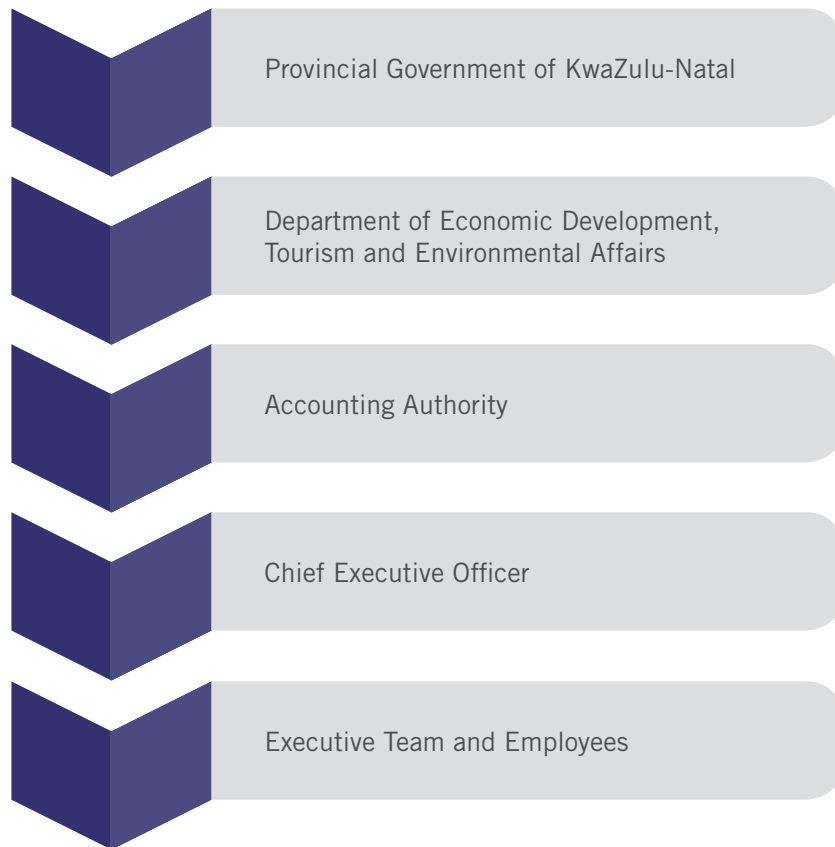 Provincial Government of KwaZulu-Natal
Department of Economic Development,
Tourism and Environmental Affairs
Accounting Authority
Chief Executive Officer
Executive Team and Employees